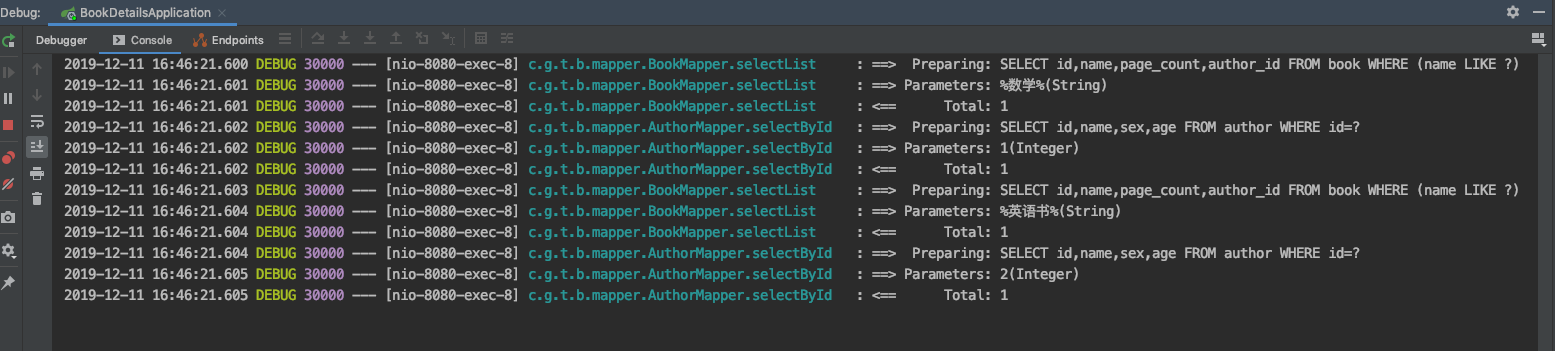 Debug: BookDetailsApplication ×
Debugger Console Endpoints
2019-12-11 16:46:21.600 DEBUG 30000 --- [nio-8080-exec-8] c.g.t.b.mapper.BookMapper.selectList : ==> Preparing: SELECT id,name,page_count,author_id FROM book WHERE (name LIKE ?)
2019-12-11 16:46:21.601 DEBUG 30000 --- [nio-8080-exec-8] c.g.t.b.mapper.BookMapper.selectList : ==> Parameters: %数学%(String)
2019-12-11 16:46:21.601 DEBUG 30000 --- [nio-8080-exec-8] c.g.t.b.mapper.BookMapper.selectList : <== Total: 1
2019-12-11 16:46:21.602 DEBUG 30000 --- [nio-8080-exec-8] c.g.t.b.mapper.AuthorMapper.selectById : ==> Preparing: SELECT id,name,sex,age FROM author WHERE id=?
2019-12-11 16:46:21.602 DEBUG 30000 --- [nio-8080-exec-8] c.g.t.b.mapper.AuthorMapper.selectById : ==> Parameters: 1(Integer)
2019-12-11 16:46:21.602 DEBUG 30000 --- [nio-8080-exec-8] c.g.t.b.mapper.AuthorMapper.selectById : <== Total: 1
2019-12-11 16:46:21.603 DEBUG 30000 --- [nio-8080-exec-8] c.g.t.b.mapper.BookMapper.selectList : ==> Preparing: SELECT id,name,page_count,author_id FROM book WHERE (name LIKE ?)
2019-12-11 16:46:21.604 DEBUG 30000 --- [nio-8080-exec-8] c.g.t.b.mapper.BookMapper.selectList : ==> Parameters: %英语书%(String)
2019-12-11 16:46:21.604 DEBUG 30000 --- [nio-8080-exec-8] c.g.t.b.mapper.BookMapper.selectList : <== Total: 1
2019-12-11 16:46:21.604 DEBUG 30000 --- [nio-8080-exec-8] c.g.t.b.mapper.AuthorMapper.selectById : ==> Preparing: SELECT id,name,sex,age FROM author WHERE id=?
2019-12-11 16:46:21.605 DEBUG 30000 --- [nio-8080-exec-8] c.g.t.b.mapper.AuthorMapper.selectById : ==> Parameters: 2(Integer)
2019-12-11 16:46:21.605 DEBUG 30000 --- [nio-8080-exec-8] c.g.t.b.mapper.AuthorMapper.selectById : <== Total: 1